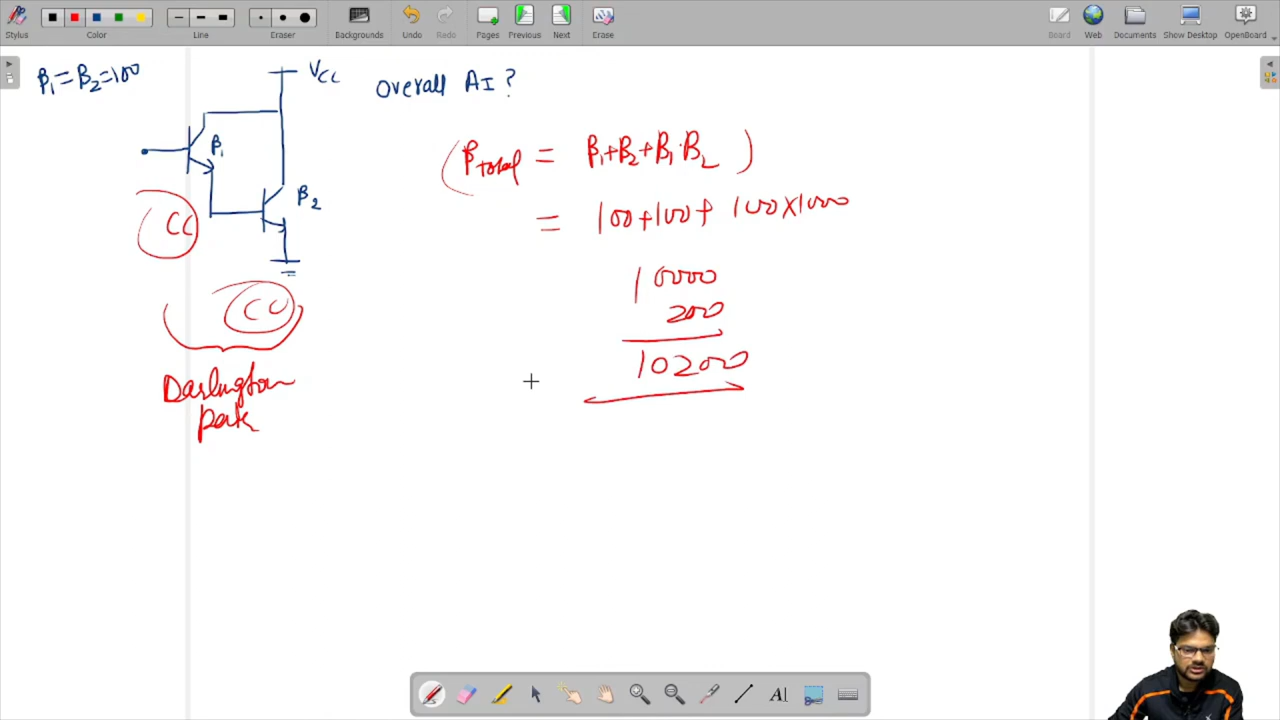 Stylus
Color
Line
Eraser
Backgrounds
Undo
Redo
Pages
Previous
Next
Erase
Board
Web
Documents
Show Desktop
OpenBoard
β1=β2=100
VCC
Overall AI?
β1
(βtotal = β1+β2+β1·β2)
β2
= 100+100+ 100×1000
CC
10000
200
CC
10200
Darlington
Pair